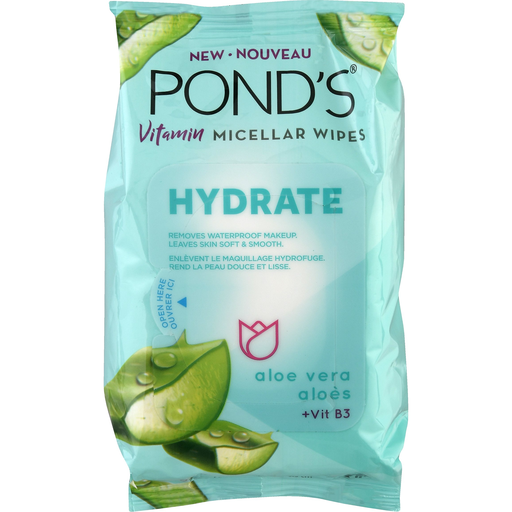 NEW • NOUVEAU
POND'S®
Vitamin MICELLAR WIPES
HYDRATE
REMOVES WATERPROOF MAKEUP.
LEAVES SKIN SOFT & SMOOTH.
ENLÈVENT LE MAQUILLAGE HYDROFUGE.
REND LA PEAU DOUCE ET LISSE.
OPEN HERE
OUVRER ICI
aloe vera
aloès
+Vit B3